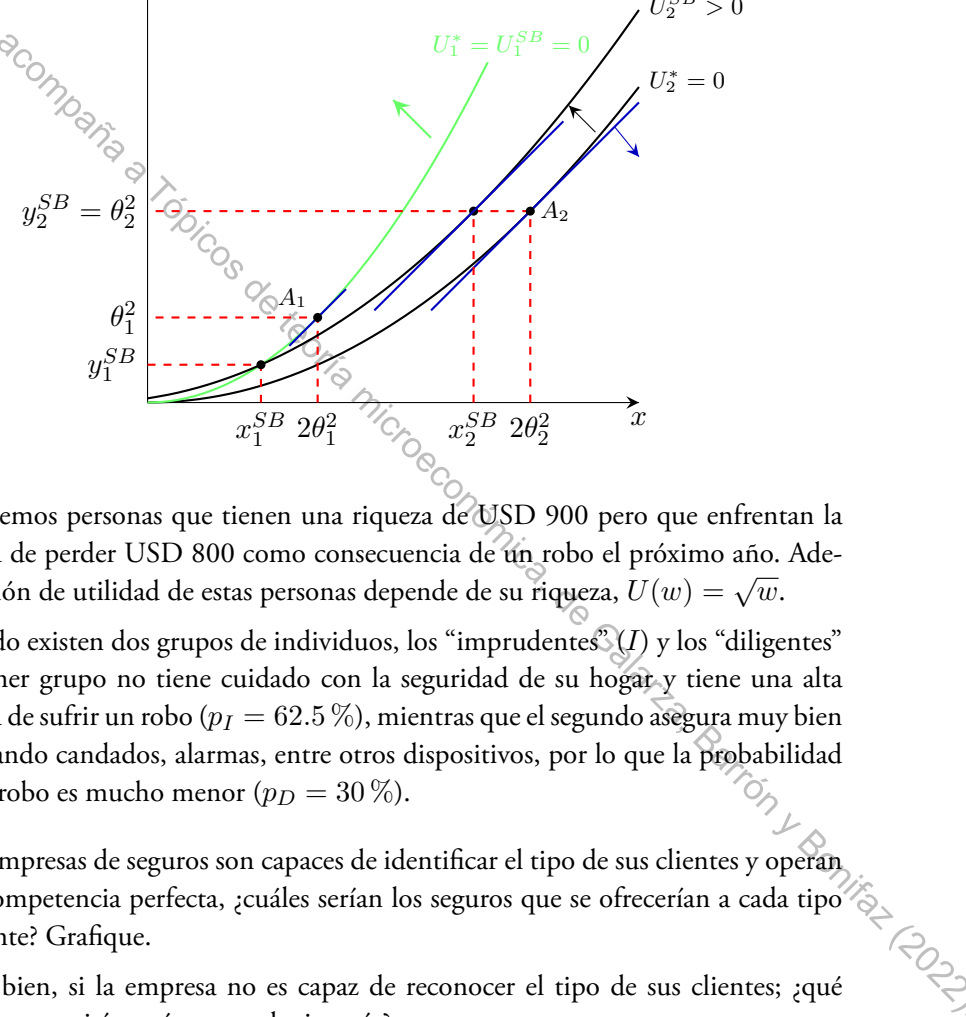 U_2^{SB} > 0
U_1^* = U_1^{SB} = 0
U_2^* = 0
y_2^{SB} = θ_2^2
A_2
A_1
θ_1^2
y_1^{SB}
x_1^{SB} 2θ_1^2 x_2^{SB} 2θ_2^2 x
emos personas que tienen una riqueza de USD 900 pero que enfrentan la
de perder USD 800 como consecuencia de un robo el próximo año. Ade-
ión de utilidad de estas personas depende de su riqueza, U(w) = √w.
do existen dos grupos de individuos, los “imprudentes” (I) y los “diligentes”
mer grupo no tiene cuidado con la seguridad de su hogar y tiene una alta
de sufrir un robo (p_I = 62.5 %), mientras que el segundo asegura muy bien
ando candados, alarmas, entre otros dispositivos, por lo que la probabilidad
robo es mucho menor (p_D = 30 %).
mpresas de seguros son capaces de identificar el tipo de sus clientes y operan
ompetencia perfecta, ¿cuáles serían los seguros que se ofrecerían a cada tipo
nte? Grafique.
bien, si la empresa no es capaz de reconocer el tipo de sus clientes; ¿qué
acompaña a Tópicos de teoría microeconómica, de Galarza, Barrón y Bonifaz (2022)